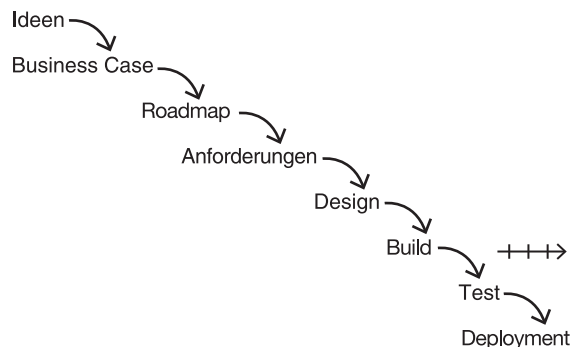 Ideen
Business Case
Roadmap
Anforderungen
Design
Build
Test
Deployment